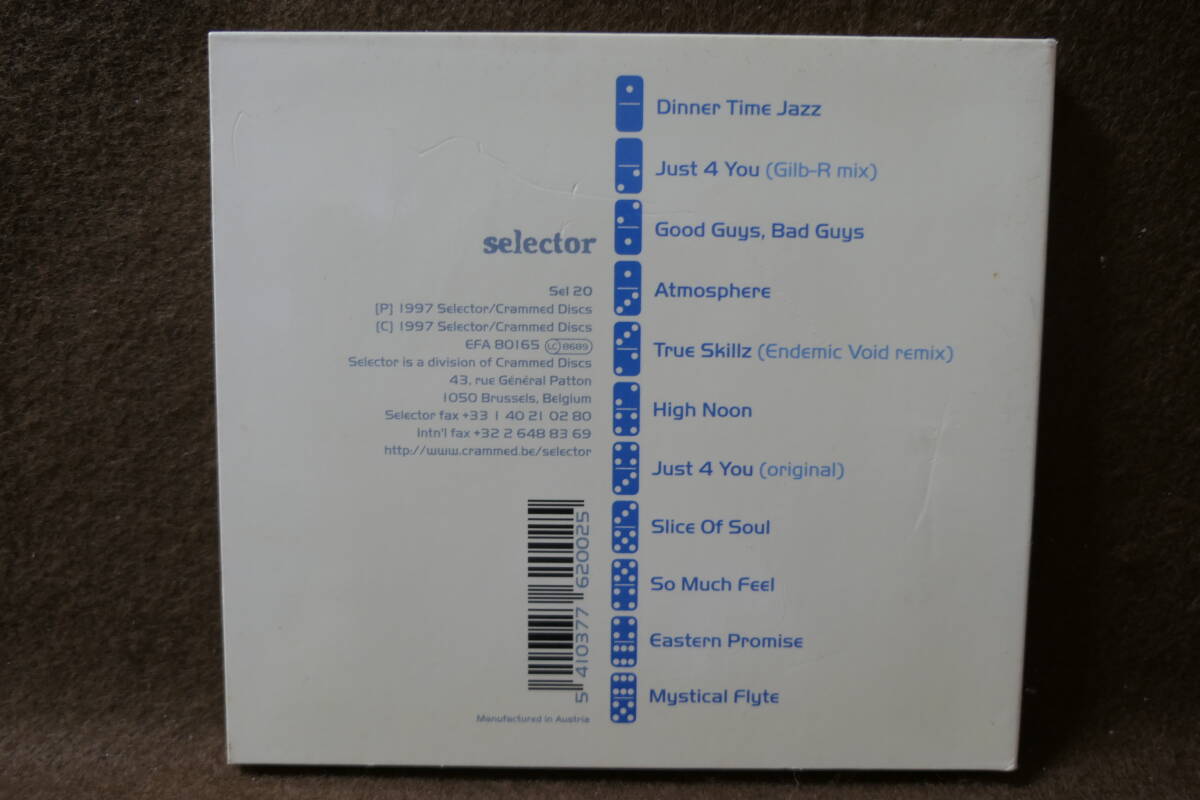 Dinner Time Jazz
Just 4 You (Gilb-R mix)
Good Guys, Bad Guys
Atmosphere
True Skillz (Endemic Void remix)
High Noon
Just 4 You (original)
Slice Of Soul
So Much Feel
Eastern Promise
Mystical Flyte
selector
Sel 20
[P] 1997 Selector/Crammed Discs
[C] 1997 Selector/Crammed Discs
EFA 80165 LC 8689
Selector is a division of Crammed Discs
43, rue Général Patton
1050 Brussels, Belgium
Selector fax +33 1 40 21 02 80
Intn'l fax +32 2 648 83 69
http://www.crammed.be/selector
5 410377 620025
Manufactured in Austria